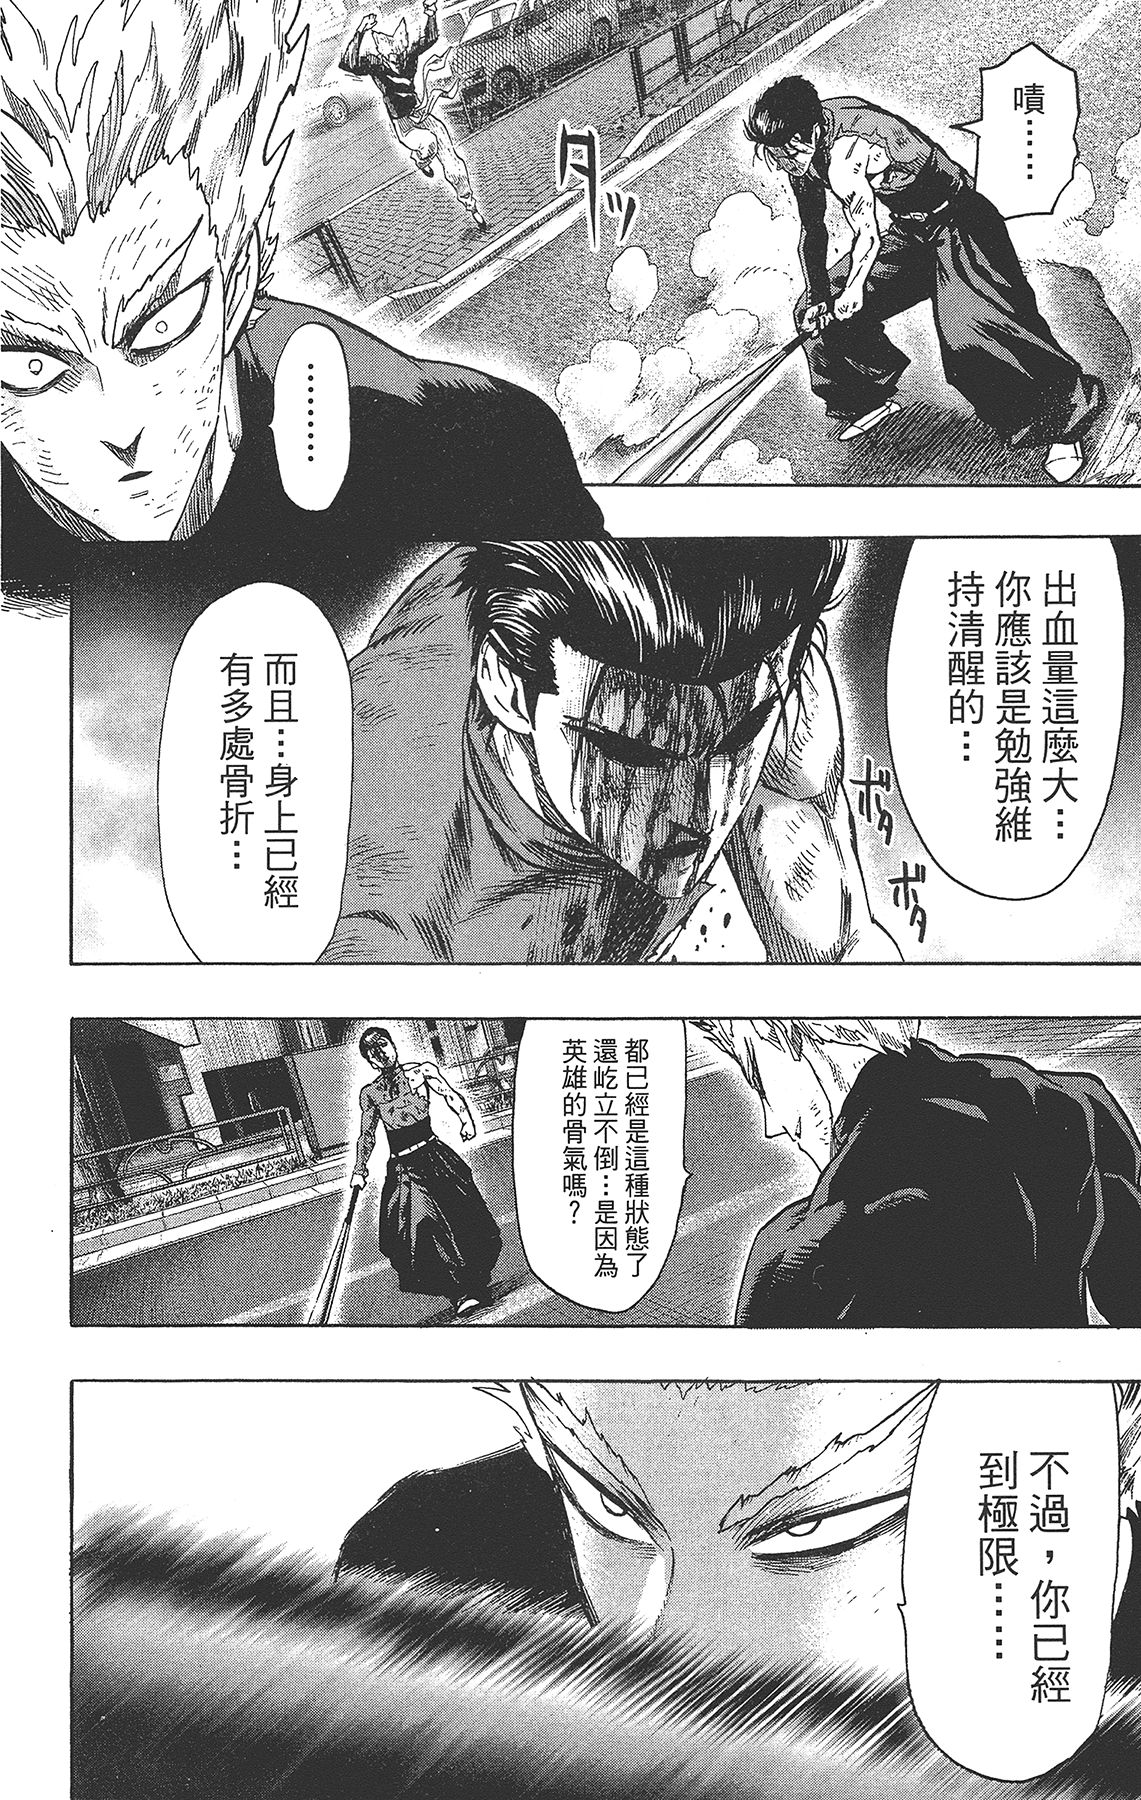 嘖⋯⋯
タッ
⋯⋯⋯
出血量這麼大⋯
你應該是勉強維
持清醒的⋯
ボタ
ボタ
而且⋯身上已經
有多處骨折⋯
都已經是這種狀態了
還屹立不倒⋯是因為
英雄的骨氣嗎？
不過，你已經
到極限⋯⋯